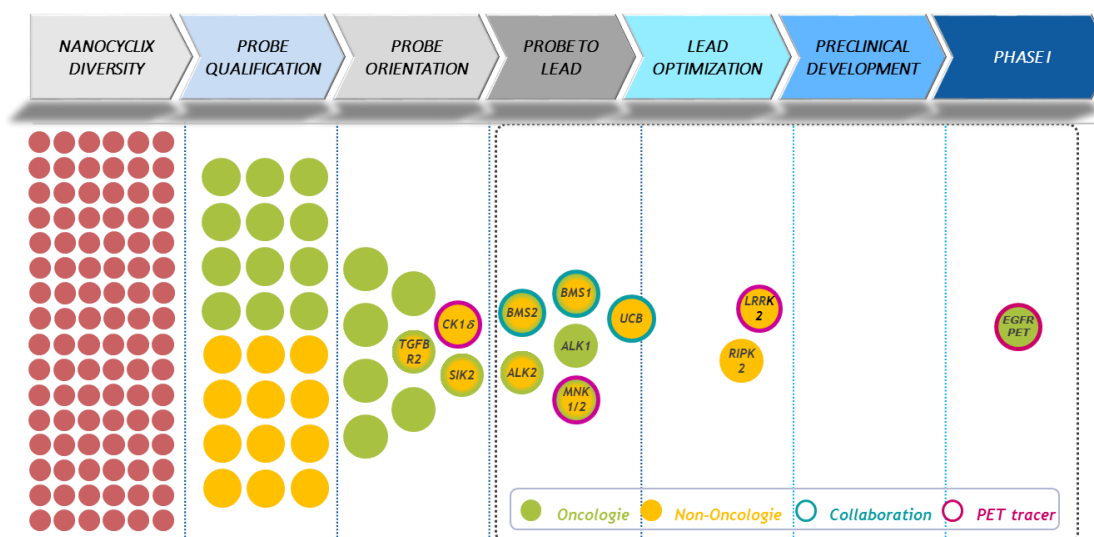 NANOCYCLIX
DIVERSITY
PROBE
QUALIFICATION
PROBE
ORIENTATION
PROBE TO
LEAD
LEAD
OPTIMIZATION
PRECLINICAL
DEVELOPMENT
PHASE I
CK1δ
TGFB
R2
SIK2
BMS2
BMS1
UCB
ALK1
ALK2
MNK
1/2
LRRK
2
RIPK
2
EGFR
PET
Oncologie
Non-Oncologie
Collaboration
PET tracer